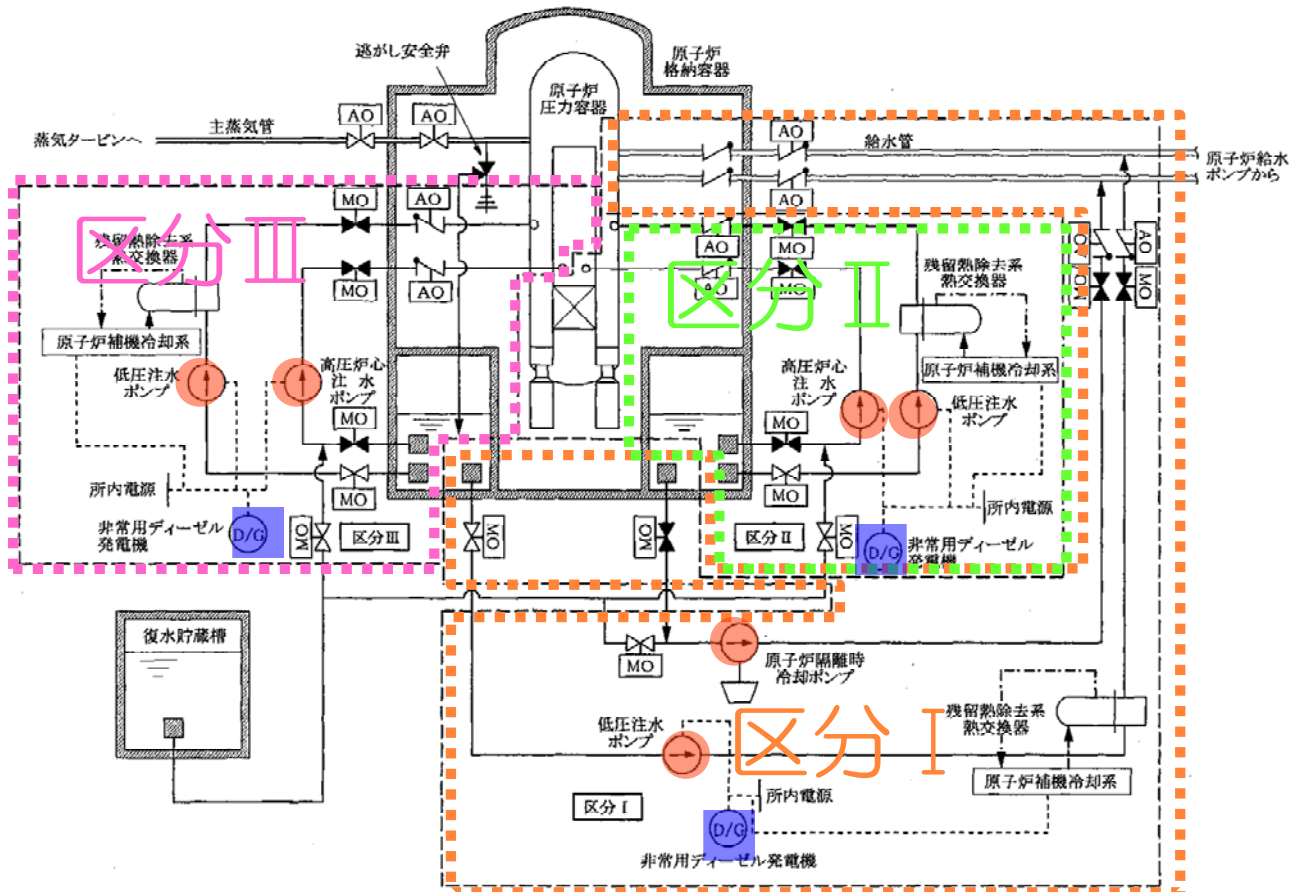 逃がし安全弁
原子炉
格納容器
原子炉
圧力容器
AO
AO
AO
主蒸気管
蒸気タービンへ
給水管
原子炉給水
ポンプから
AO
MO
AO
MO
AO
区分Ⅲ
残留熱除去系
熱交換器
原子炉補機冷却系
低圧注水
ポンプ
高圧炉心
注水
ポンプ
MO
MO
所内電源
非常用ディーゼル
発電機
D/G
MO
区分Ⅲ
AO
MO
AO
MO
区分Ⅱ
残留熱除去系
熱交換器
原子炉補機冷却系
高圧炉心
注水
ポンプ
低圧注水
ポンプ
MO
MO
所内電源
非常用ディーゼル
発電機
D/G
MO
区分Ⅱ
AO
AO
MO
MO
MO
MO
復水貯蔵槽
MO
原子炉隔離時
冷却ポンプ
低圧注水
ポンプ
区分Ⅰ
残留熱除去系
熱交換器
原子炉補機冷却系
所内電源
区分Ⅰ
D/G
非常用ディーゼル発電機